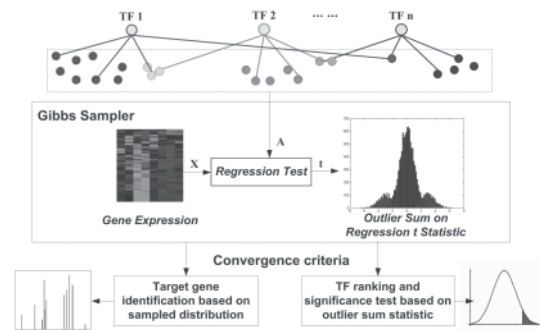 TF 1
TF 2
... ...
TF n
Gibbs Sampler
X
A
t
Regression Test
Gene Expression
Outlier Sum on
Regression t Statistic
Convergence criteria
Target gene
identification based on
sampled distribution
TF ranking and
significance test based on
outlier sum statistic